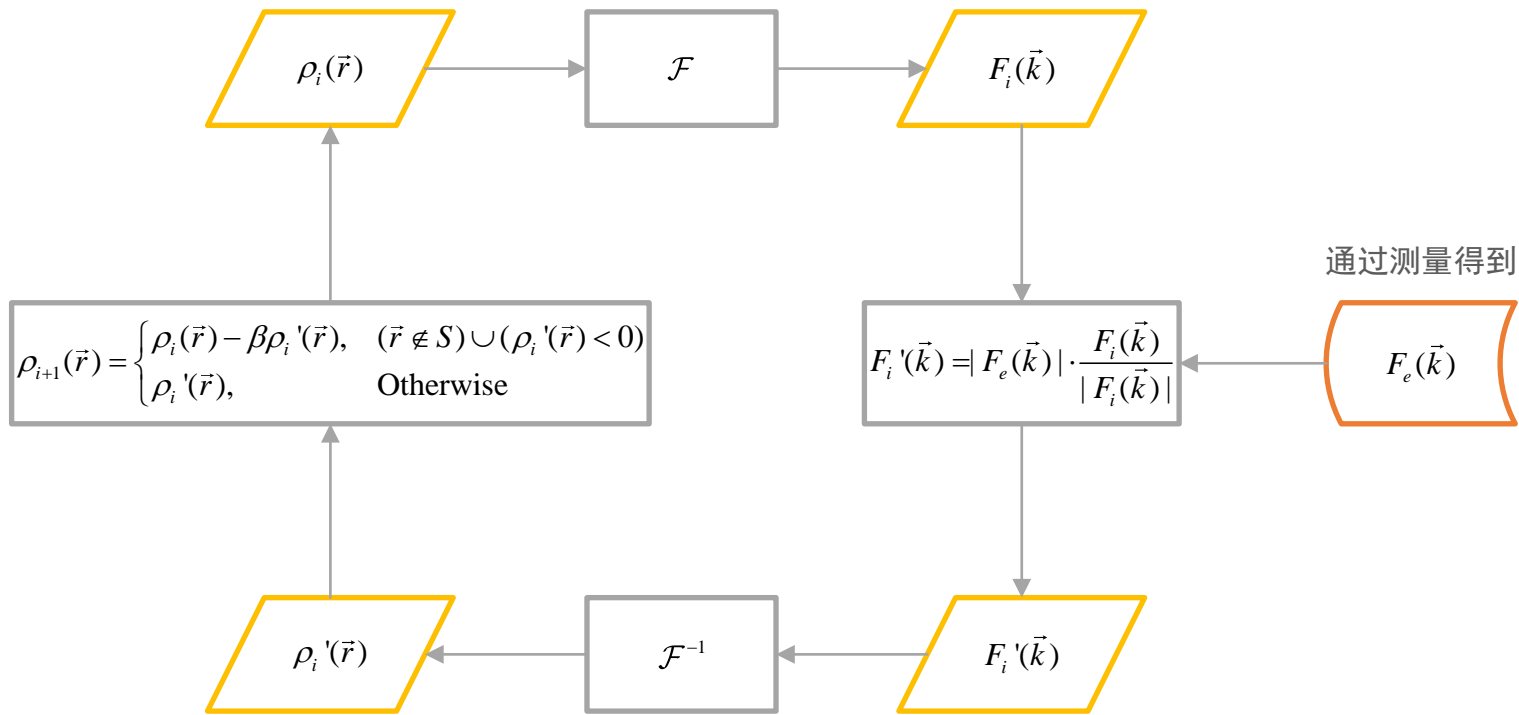 ρ_i(r⃗)
ℱ
F_i(k⃗)
通过测量得到
ρ_{i+1}(r⃗) = { ρ_i(r⃗) − βρ_i'(r⃗), (r⃗ ∉ S) ∪ (ρ_i'(r⃗) < 0)
ρ_i'(r⃗), Otherwise
F_i'(k⃗) = | F_e(k⃗) | · F_i(k⃗) / | F_i(k⃗) |
F_e(k⃗)
ρ_i'(r⃗)
ℱ⁻¹
F_i'(k⃗)